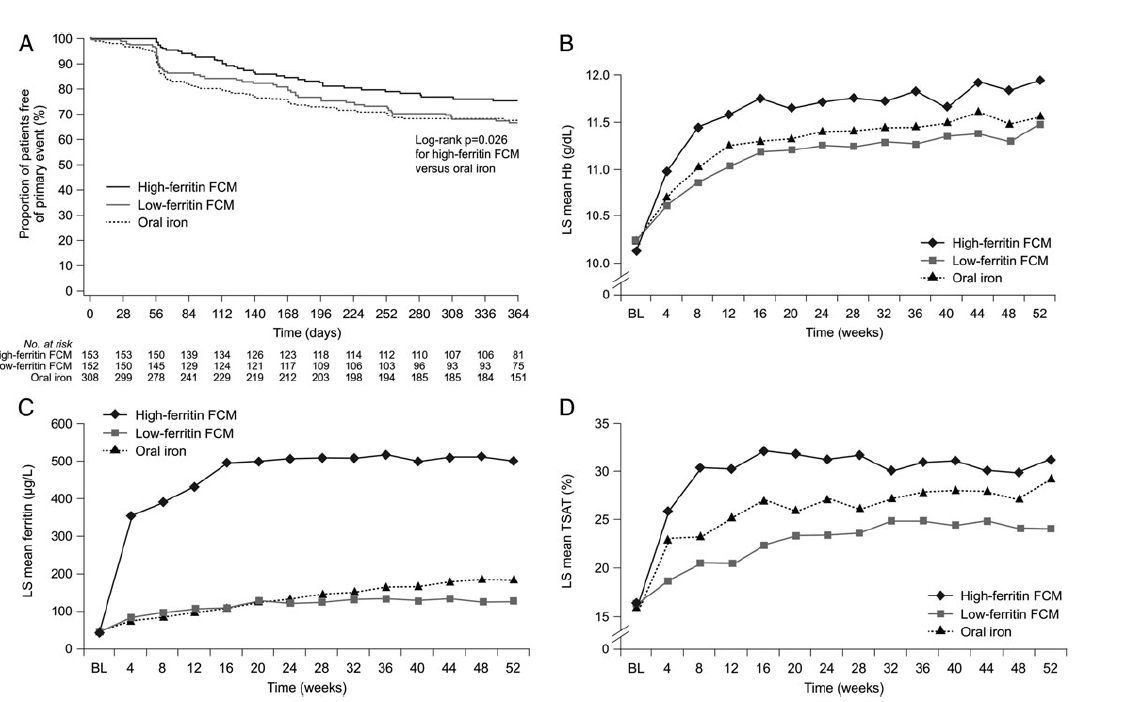 A
Proportion of patients free
of primary event (%)
100
90
80
70
60
50
40
30
20
10
0
Log-rank p=0.026
for high-ferritin FCM
versus oral iron
High-ferritin FCM
Low-ferritin FCM
Oral iron
0 28 56 84 112 140 168 196 224 252 280 308 336 364
Time (days)
No. at risk
High-ferritin FCM 153 153 150 139 134 126 123 118 114 112 110 107 106 81
Low-ferritin FCM 152 150 145 129 124 121 117 109 106 103 96 93 93 75
Oral iron 308 299 278 241 229 219 212 203 198 194 185 185 184 151
B
LS mean Hb (g/dL)
12.0
11.5
11.0
10.5
10.0
0
High-ferritin FCM
Low-ferritin FCM
Oral iron
BL 4 8 12 16 20 24 28 32 36 40 44 48 52
Time (weeks)
C
LS mean ferritin (µg/L)
600
500
400
300
200
100
0
High-ferritin FCM
Low-ferritin FCM
Oral iron
BL 4 8 12 16 20 24 28 32 36 40 44 48 52
Time (weeks)
D
LS mean TSAT (%)
35
30
25
20
15
0
High-ferritin FCM
Low-ferritin FCM
Oral iron
BL 4 8 12 16 20 24 28 32 36 40 44 48 52
Time (weeks)